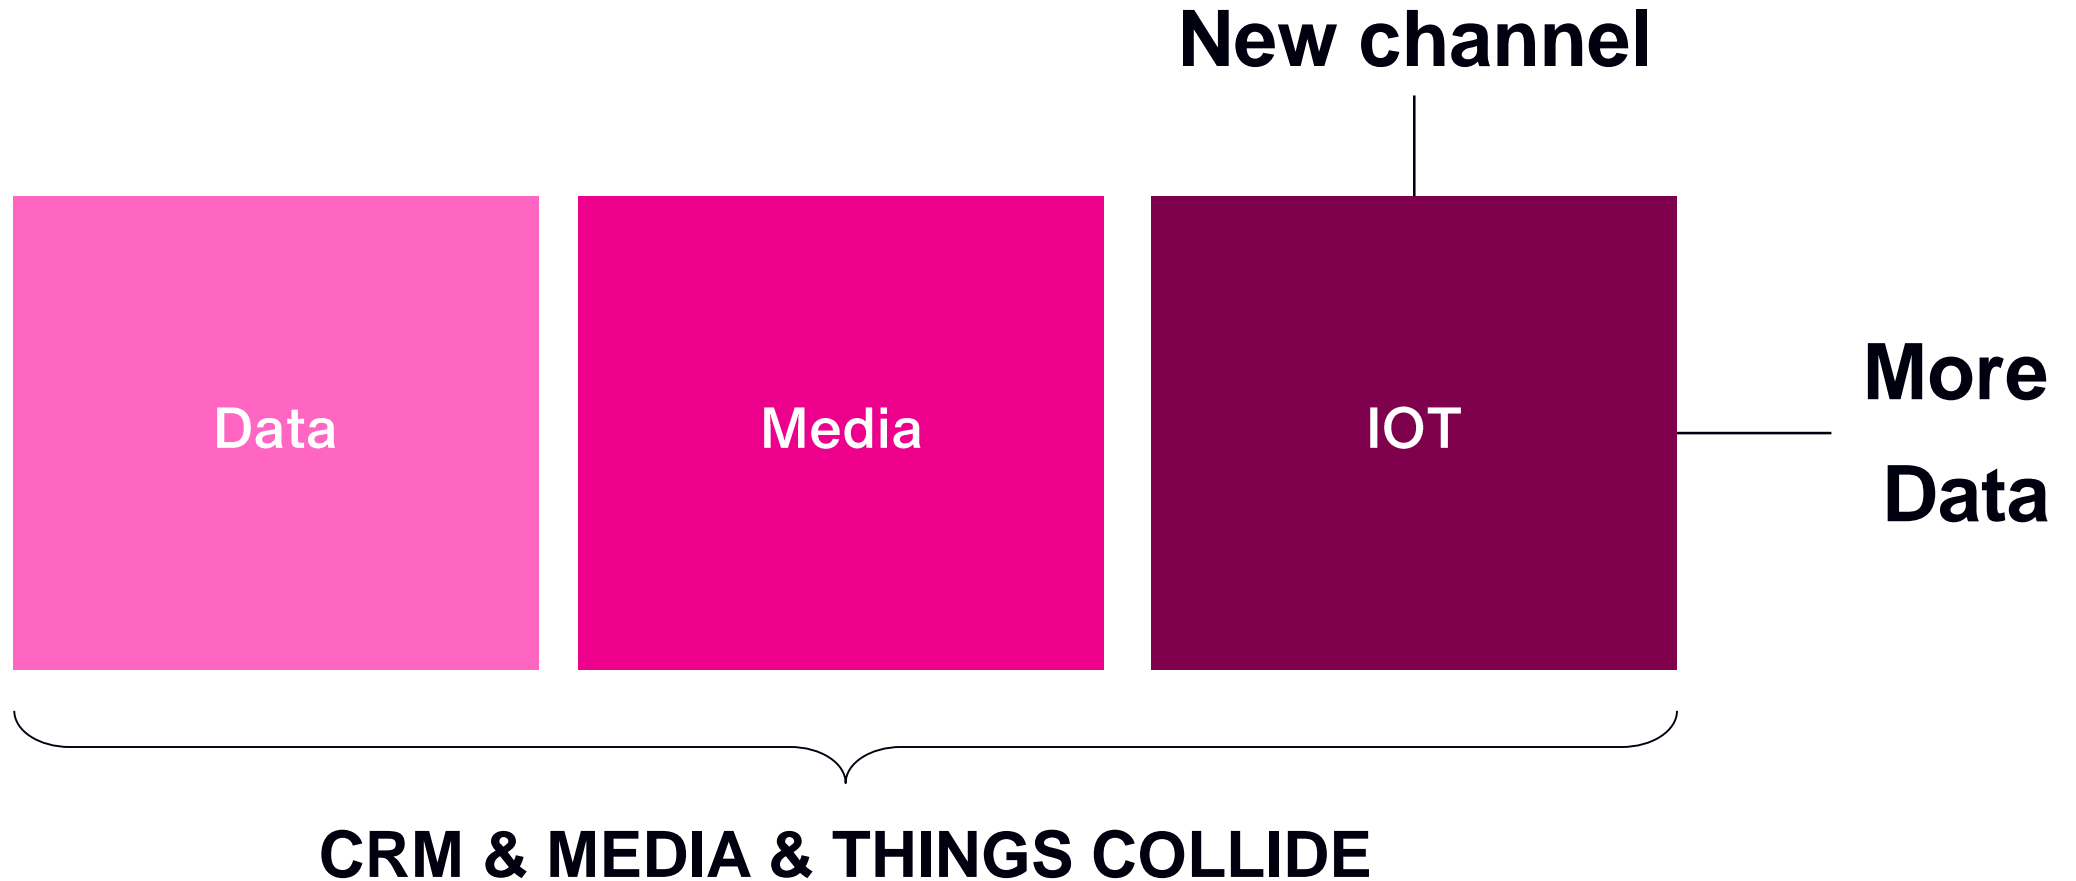 New channel
Data
Media
IOT
More
Data
CRM & MEDIA & THINGS COLLIDE